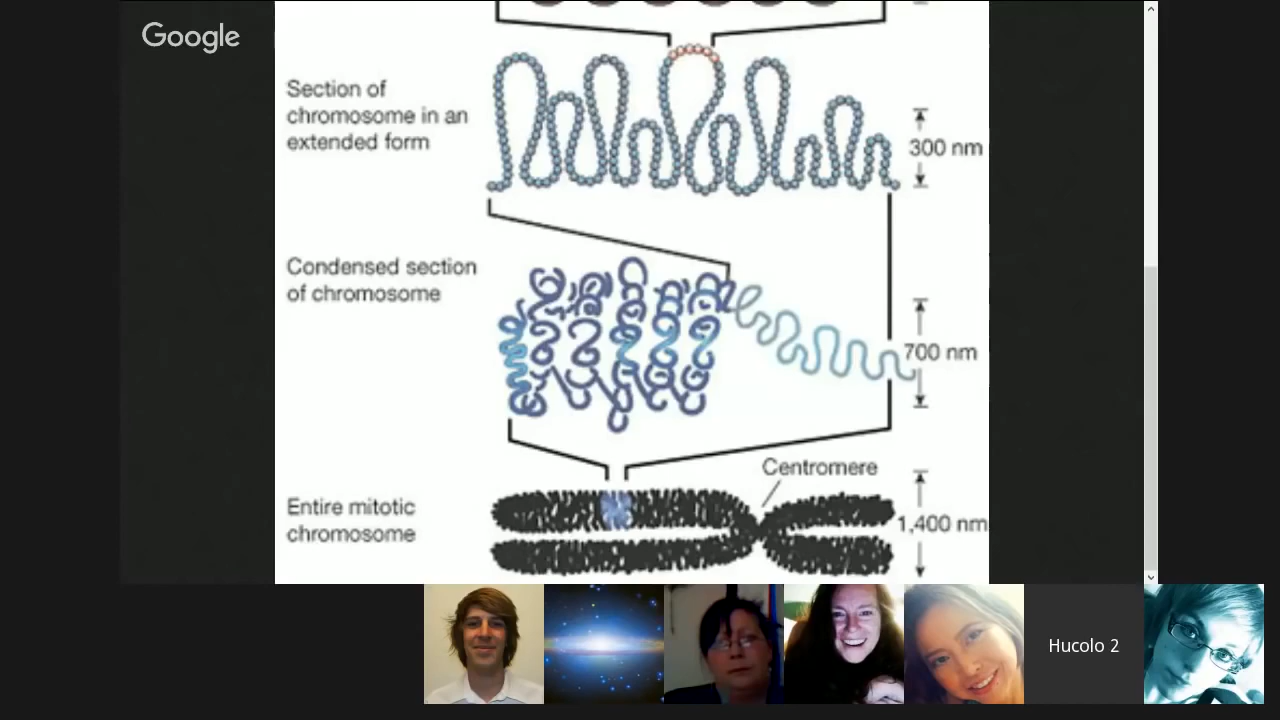 Google
Section of
chromosome in an
extended form
300 nm
Condensed section
of chromosome
700 nm
Centromere
Entire mitotic
chromosome
1,400 nm
Hucolo 2